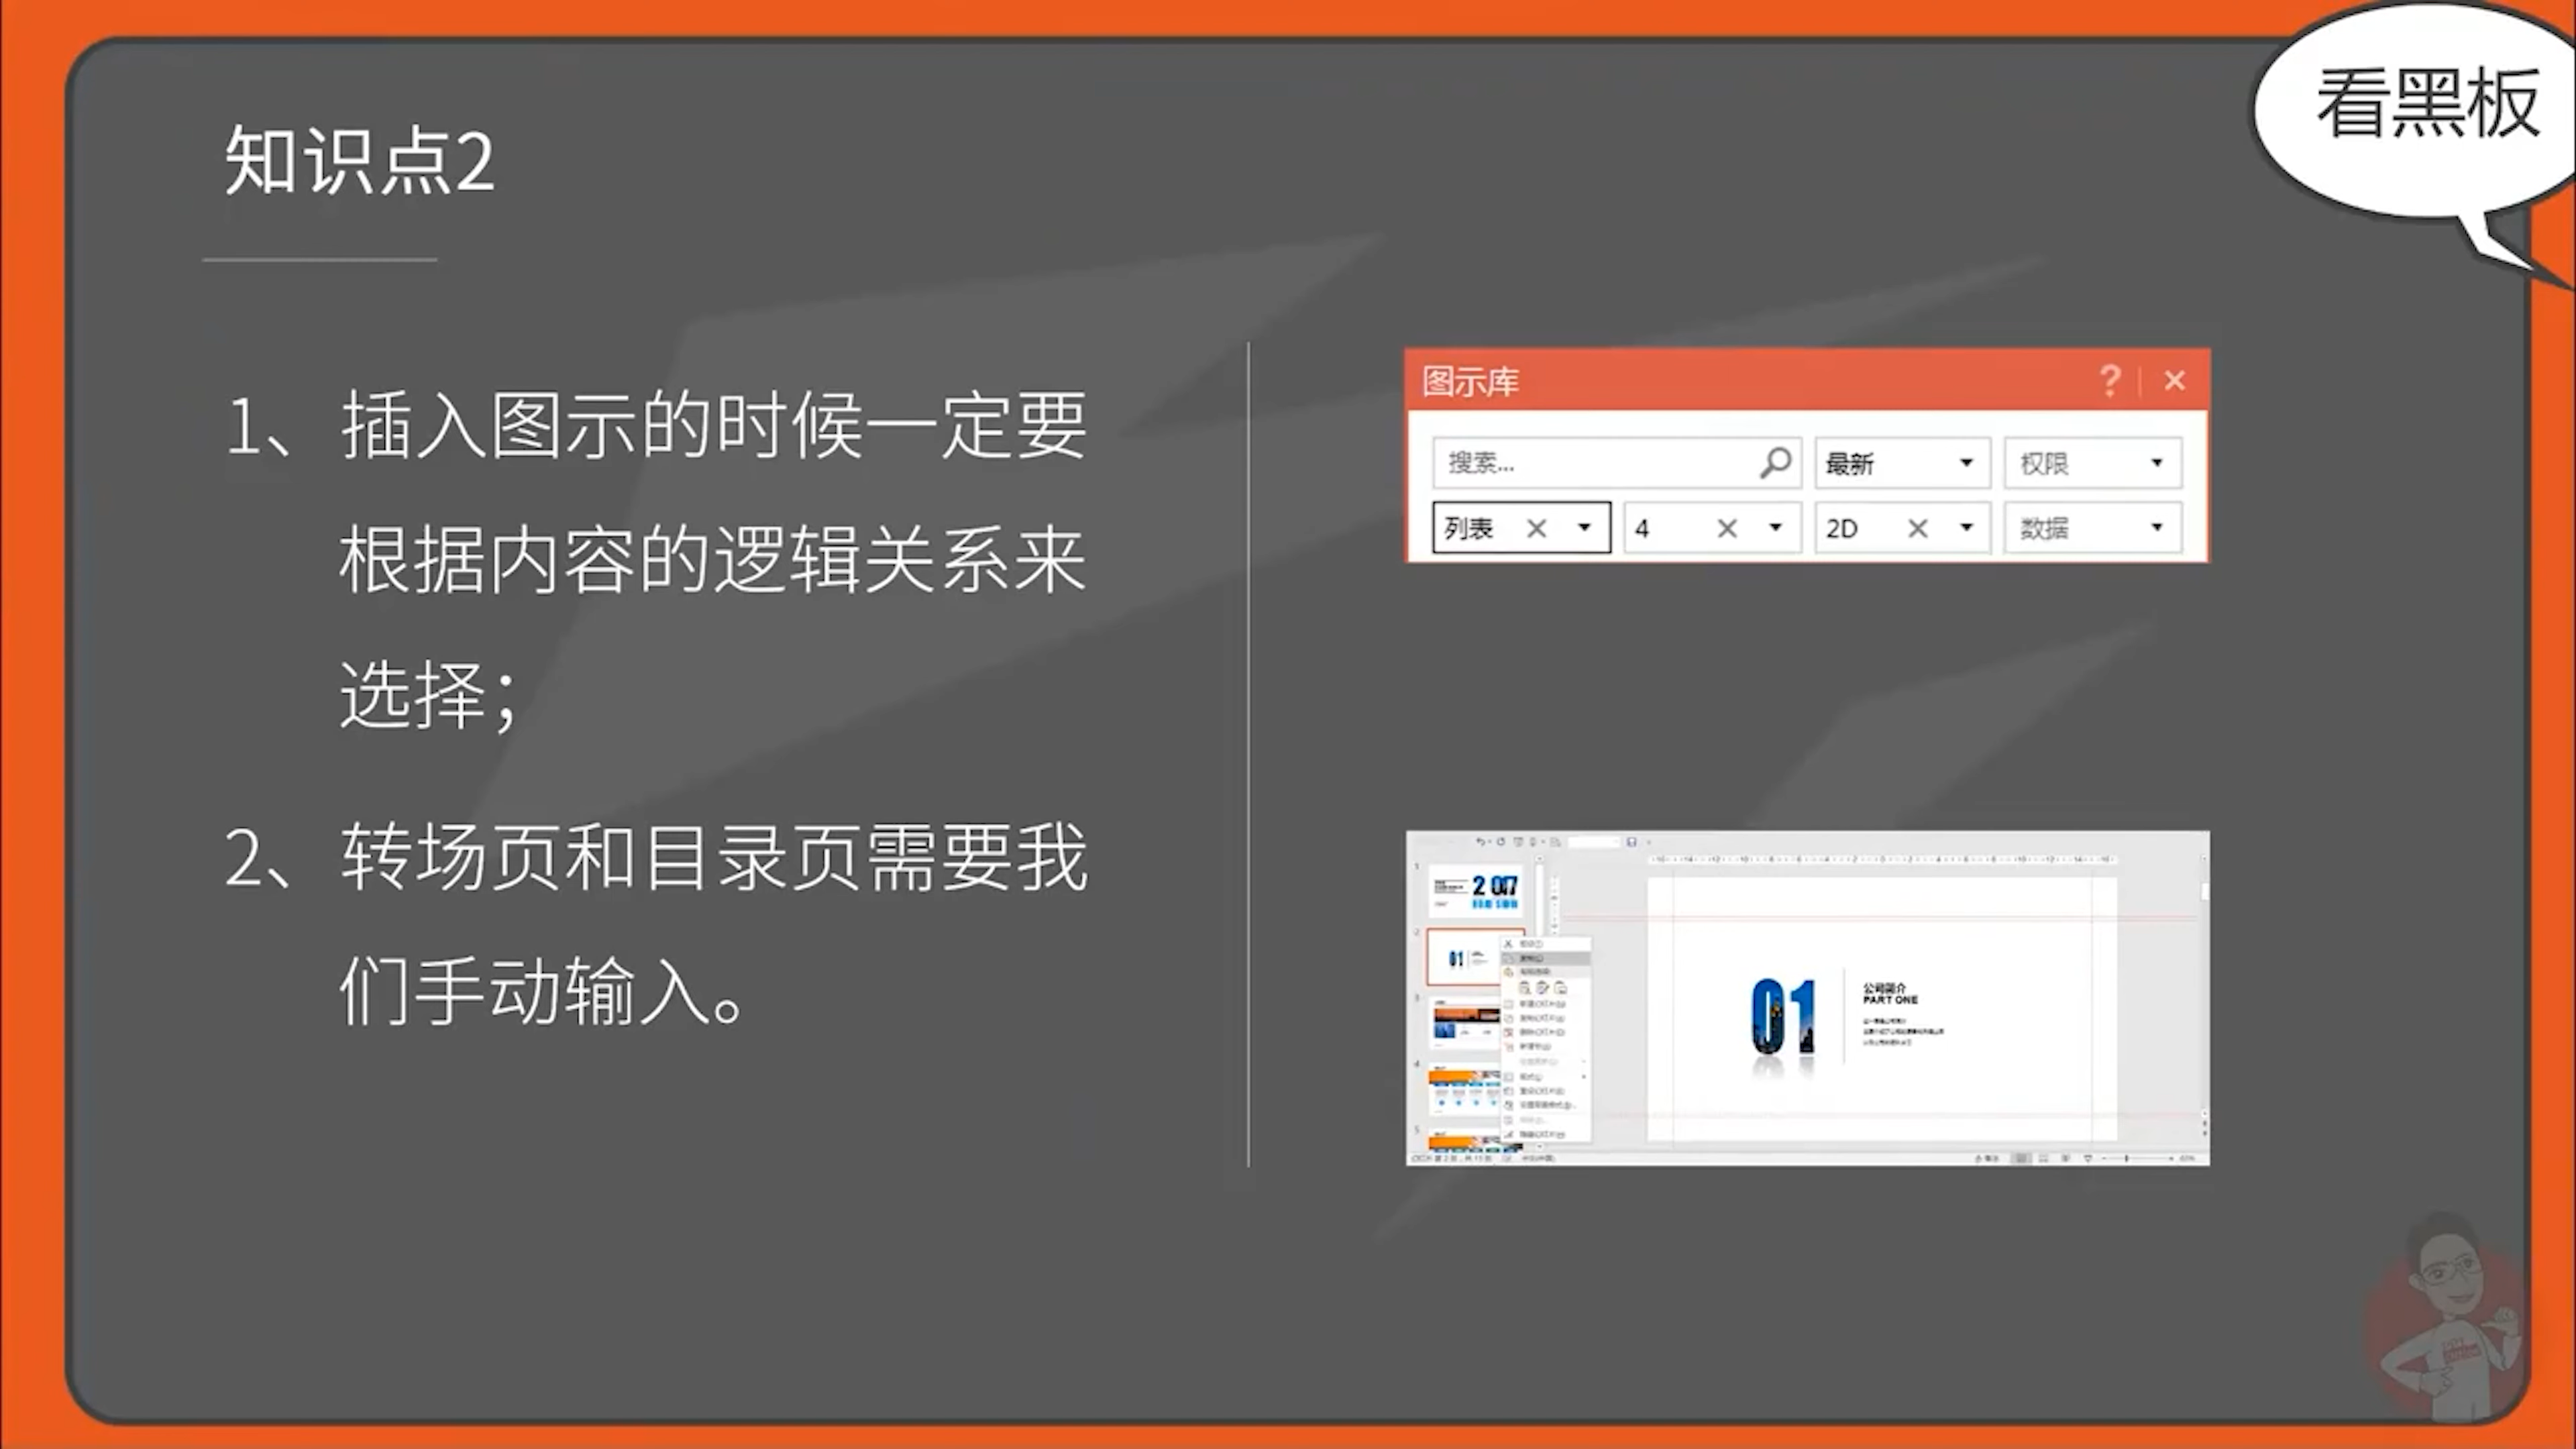 看黑板
知识点2
1、插入图示的时候一定要
根据内容的逻辑关系来
选择；
2、转场页和目录页需要我
们手动输入。
图示库 ?
搜索... 最新 权限
列表 4 2D 数据
01
公司简介
PART ONE